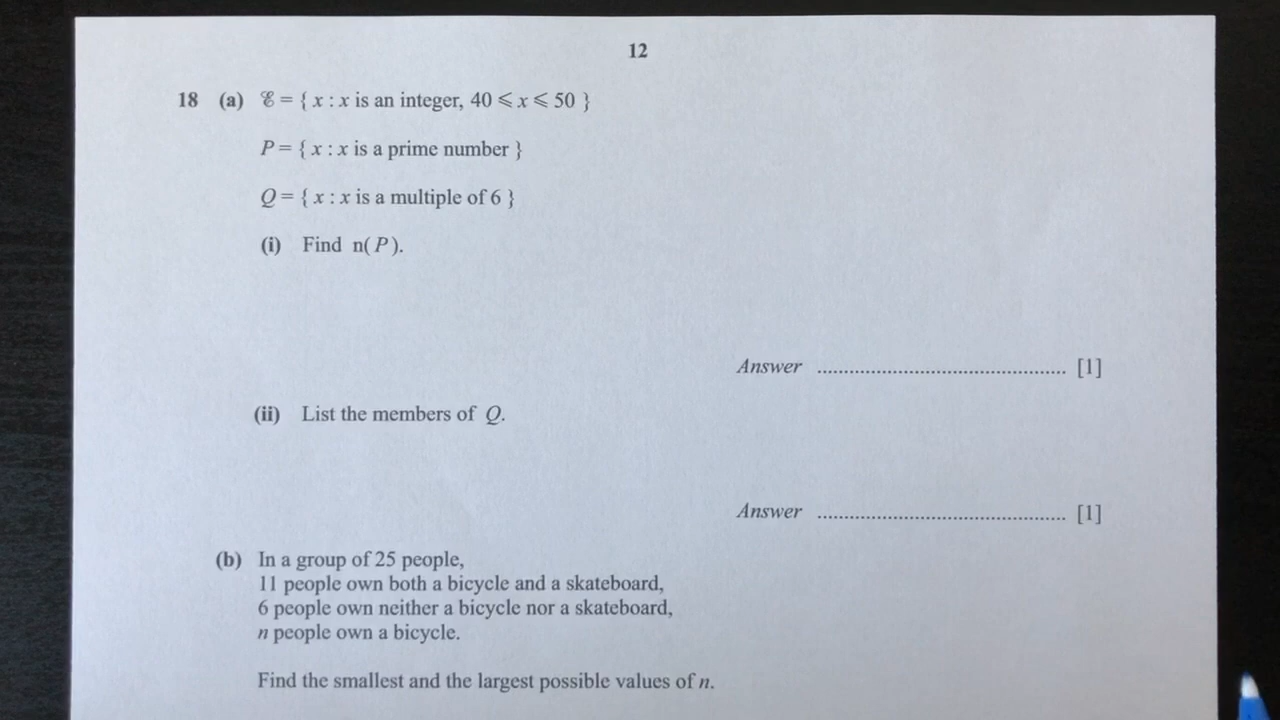 12
18 (a) ℰ = { x : x is an integer, 40 ⩽ x ⩽ 50 }
P = { x : x is a prime number }
Q = { x : x is a multiple of 6 }
(i) Find n( P ).
Answer ............................................. [1]
(ii) List the members of Q.
Answer ............................................. [1]
(b) In a group of 25 people,
11 people own both a bicycle and a skateboard,
6 people own neither a bicycle nor a skateboard,
n people own a bicycle.
Find the smallest and the largest possible values of n.